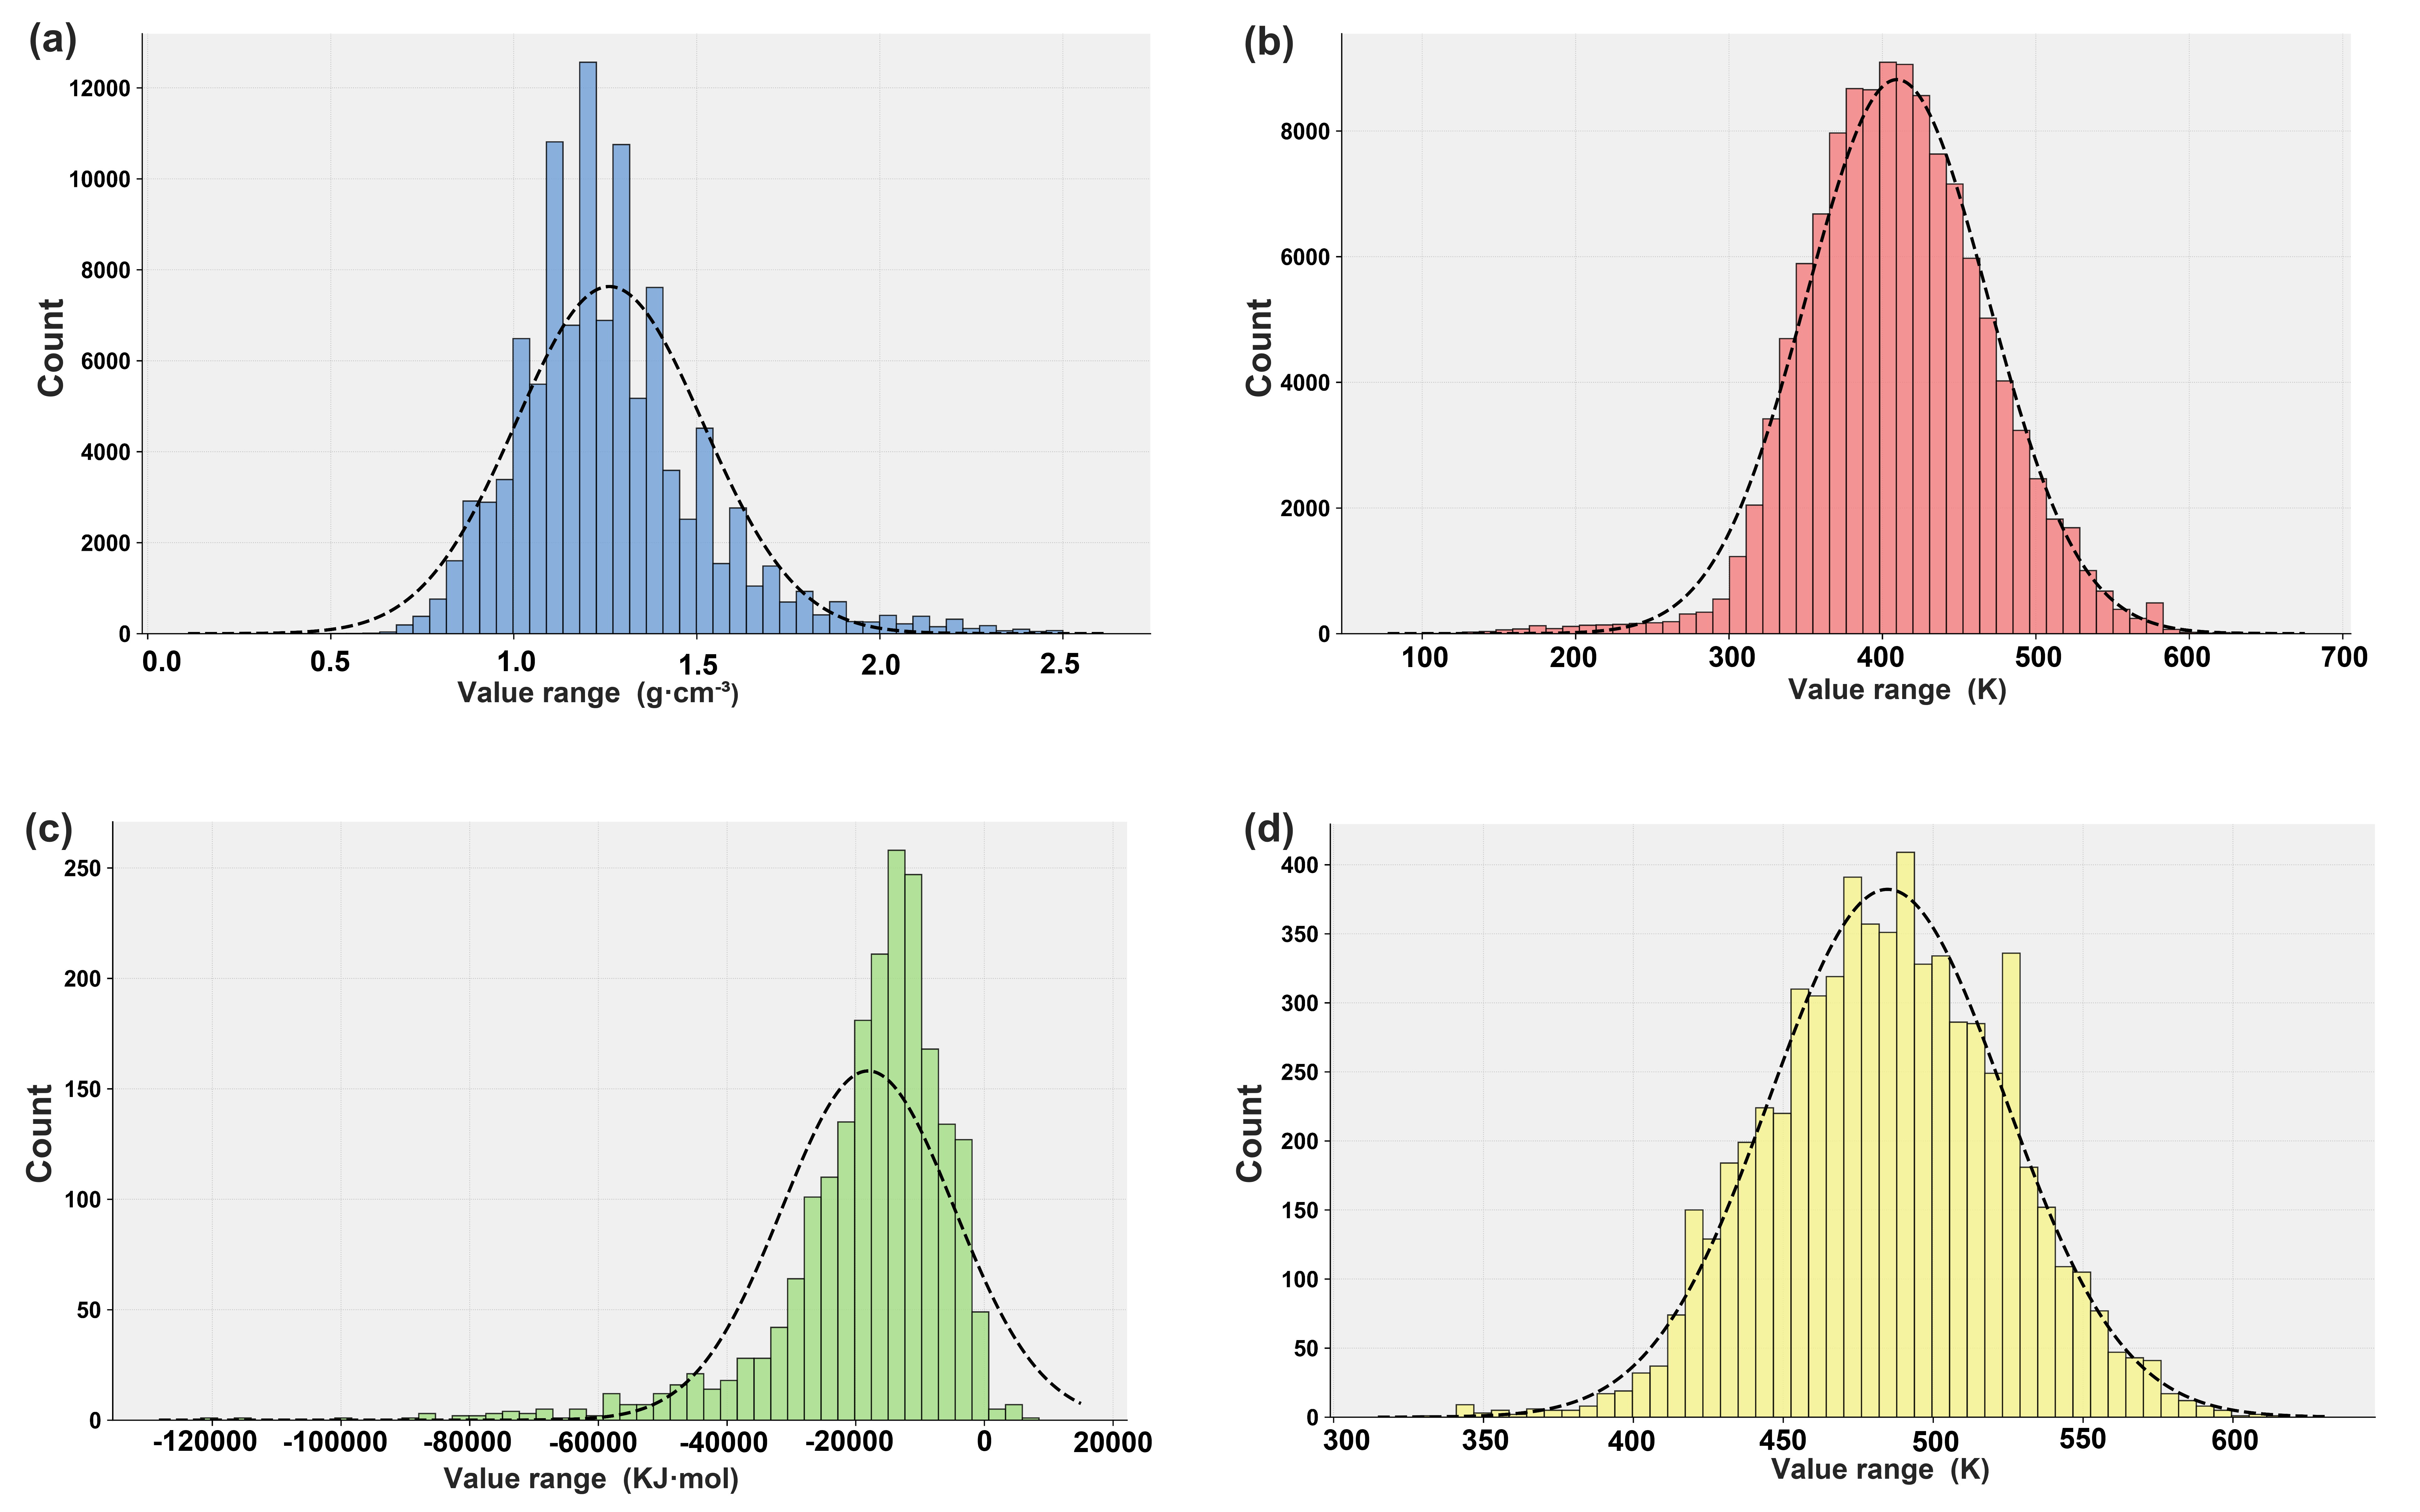 (a)
12000
10000
8000
6000
4000
2000
0
Count
0.0 0.5 1.0 1.5 2.0 2.5
Value range (g·cm⁻³)
(b)
8000
6000
4000
2000
0
Count
100 200 300 400 500 600 700
Value range (K)
(c)
250
200
150
100
50
0
Count
-120000 -100000 -80000 -60000 -40000 -20000 0 20000
Value range (KJ·mol)
(d)
400
350
300
250
200
150
100
50
0
Count
300 350 400 450 500 550 600
Value range (K)